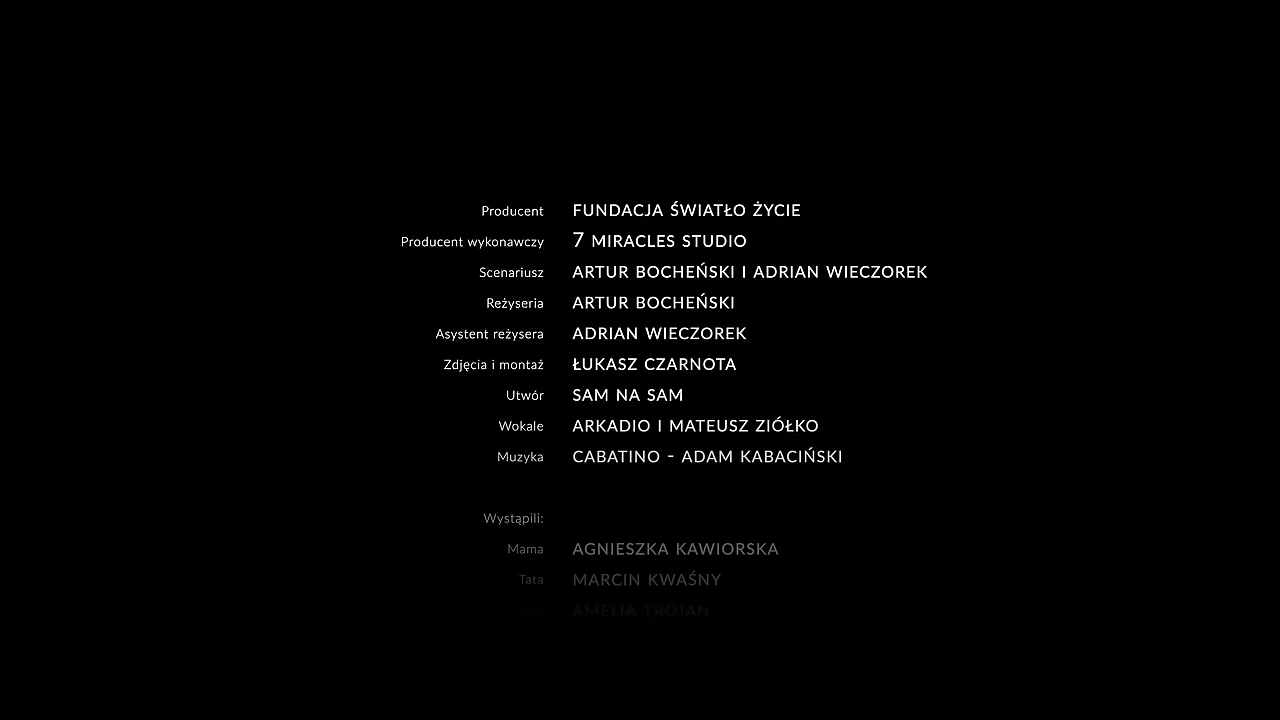 Producent FUNDACJA ŚWIATŁO ŻYCIE
Producent wykonawczy 7 MIRACLES STUDIO
Scenariusz ARTUR BOCHEŃSKI I ADRIAN WIECZOREK
Reżyseria ARTUR BOCHEŃSKI
Asystent reżysera ADRIAN WIECZOREK
Zdjęcia i montaż ŁUKASZ CZARNOTA
Utwór SAM NA SAM
Wokale ARKADIO I MATEUSZ ZIÓŁKO
Muzyka CABATINO - ADAM KABACIŃSKI
Wystąpili:
Mama AGNIESZKA KAWIORSKA
Tata MARCIN KWAŚNY
AMELIA TROJAN